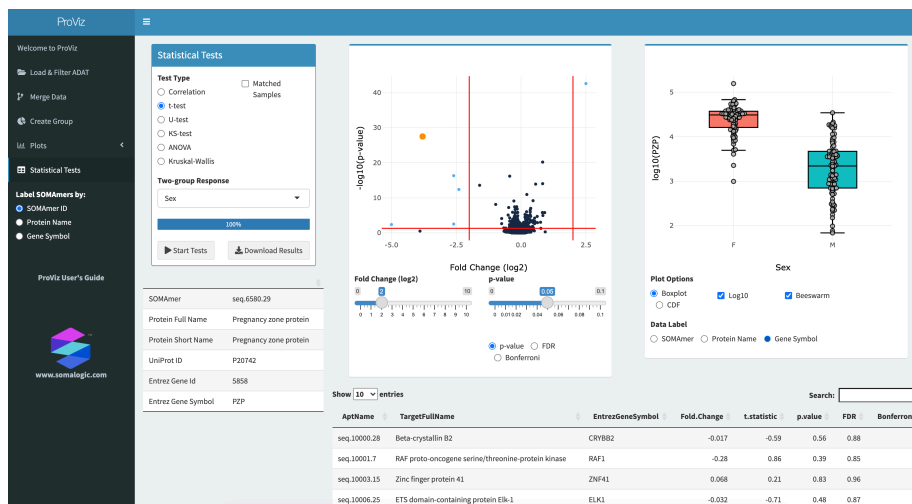 ProViz
Welcome to ProViz
Load & Filter ADAT
Merge Data
Create Group
Plots
Statistical Tests
Label SOMAmers by:
SOMAmer ID
Protein Name
Gene Symbol
ProViz User's Guide
www.somalogic.com
Statistical Tests
Test Type
Matched
Samples
Correlation
t-test
U-test
KS-test
ANOVA
Kruskal-Wallis
Two-group Response
Sex
100%
Start Tests
Download Results
SOMAmer seq.6580.29
Protein Full Name Pregnancy zone protein
Protein Short Name Pregnancy zone protein
UniProt ID P20742
Entrez Gene Id 5858
Entrez Gene Symbol PZP
-log10(p-value)
40
30
20
10
0
-5.0 -2.5 0.0 2.5
Fold Change (log2)
Fold Change (log2)
0 2 10
0 1 2 3 4 5 6 7 8 9 10
p-value
0 0.05 0.1
0 0.01 0.02 0.04 0.06 0.08 0.1
p-value FDR
Bonferroni
log10(PZP)
5
4
3
2
F M
Sex
Plot Options
Boxplot Log10 Beeswarm
CDF
Data Label
SOMAmer Protein Name Gene Symbol
Show 10 entries
Search:
AptName TargetFullName EntrezGeneSymbol Fold.Change t.statistic p.value FDR Bonferron
seq.10000.28 Beta-crystallin B2 CRYBB2 -0.017 -0.59 0.56 0.88
seq.10001.7 RAF proto-oncogene serine/threonine-protein kinase RAF1 -0.28 0.86 0.39 0.85
seq.10003.15 Zinc finger protein 41 ZNF41 0.068 0.21 0.83 0.96
seq.10006.25 ETS domain-containing protein Elk-1 ELK1 -0.032 -0.71 0.48 0.87